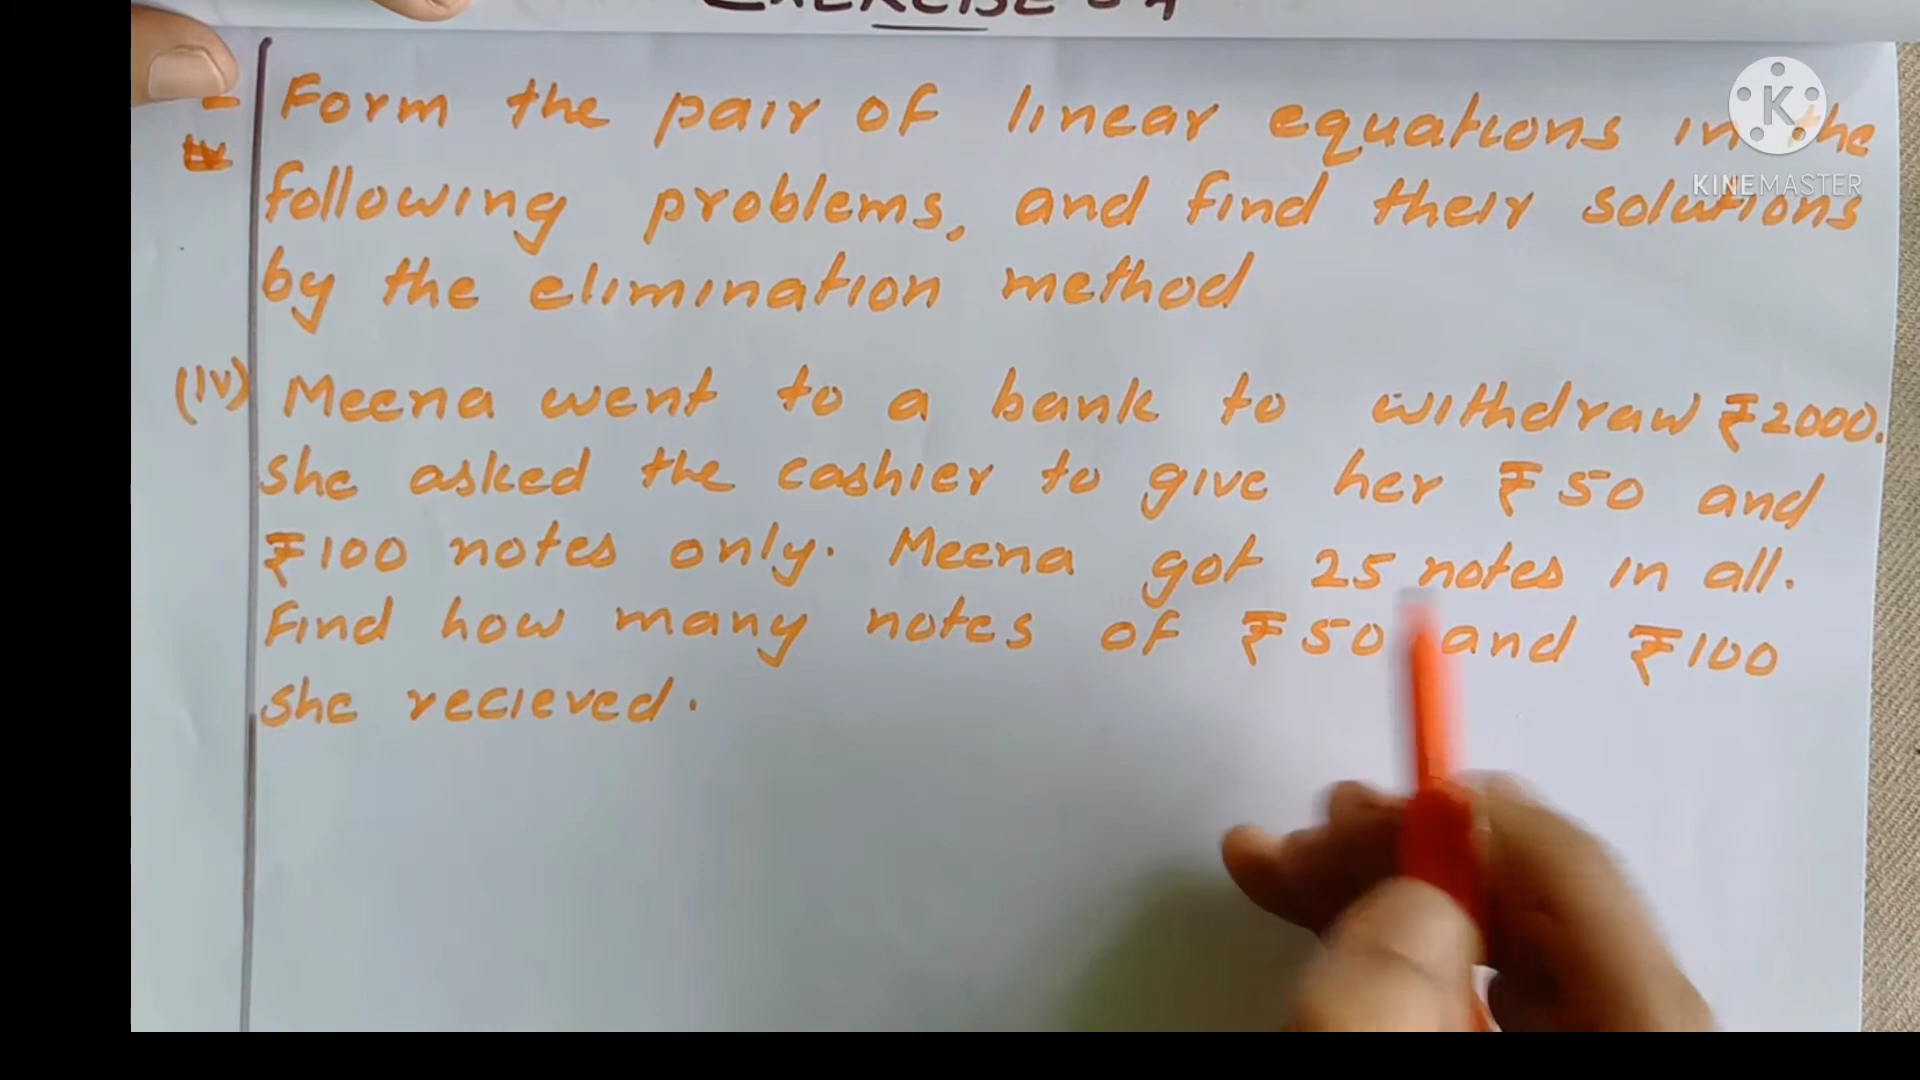 EXERCISE
Form the pair of linear equations in the
following problems, and find their solutions
by the elimination method
(iv) Meena went to a bank to withdraw ₹2000.
She asked the cashier to give her ₹50 and
₹100 notes only. Meena got 25 notes in all.
Find how many notes of ₹50 and ₹100
she recieved.
KINEMASTER